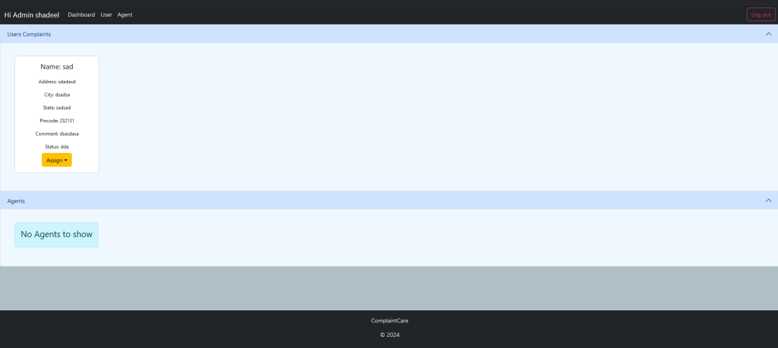 Hi Admin shadeel Dashboard User Agent Log out
Users Complaints
Name: sad
Address: sdadasd
City: dsadsa
State: sadsad
Pincode: 232131
Comment: dsasdasa
Status: dda
Assign
Agents
No Agents to show
ComplaintCare
© 2024